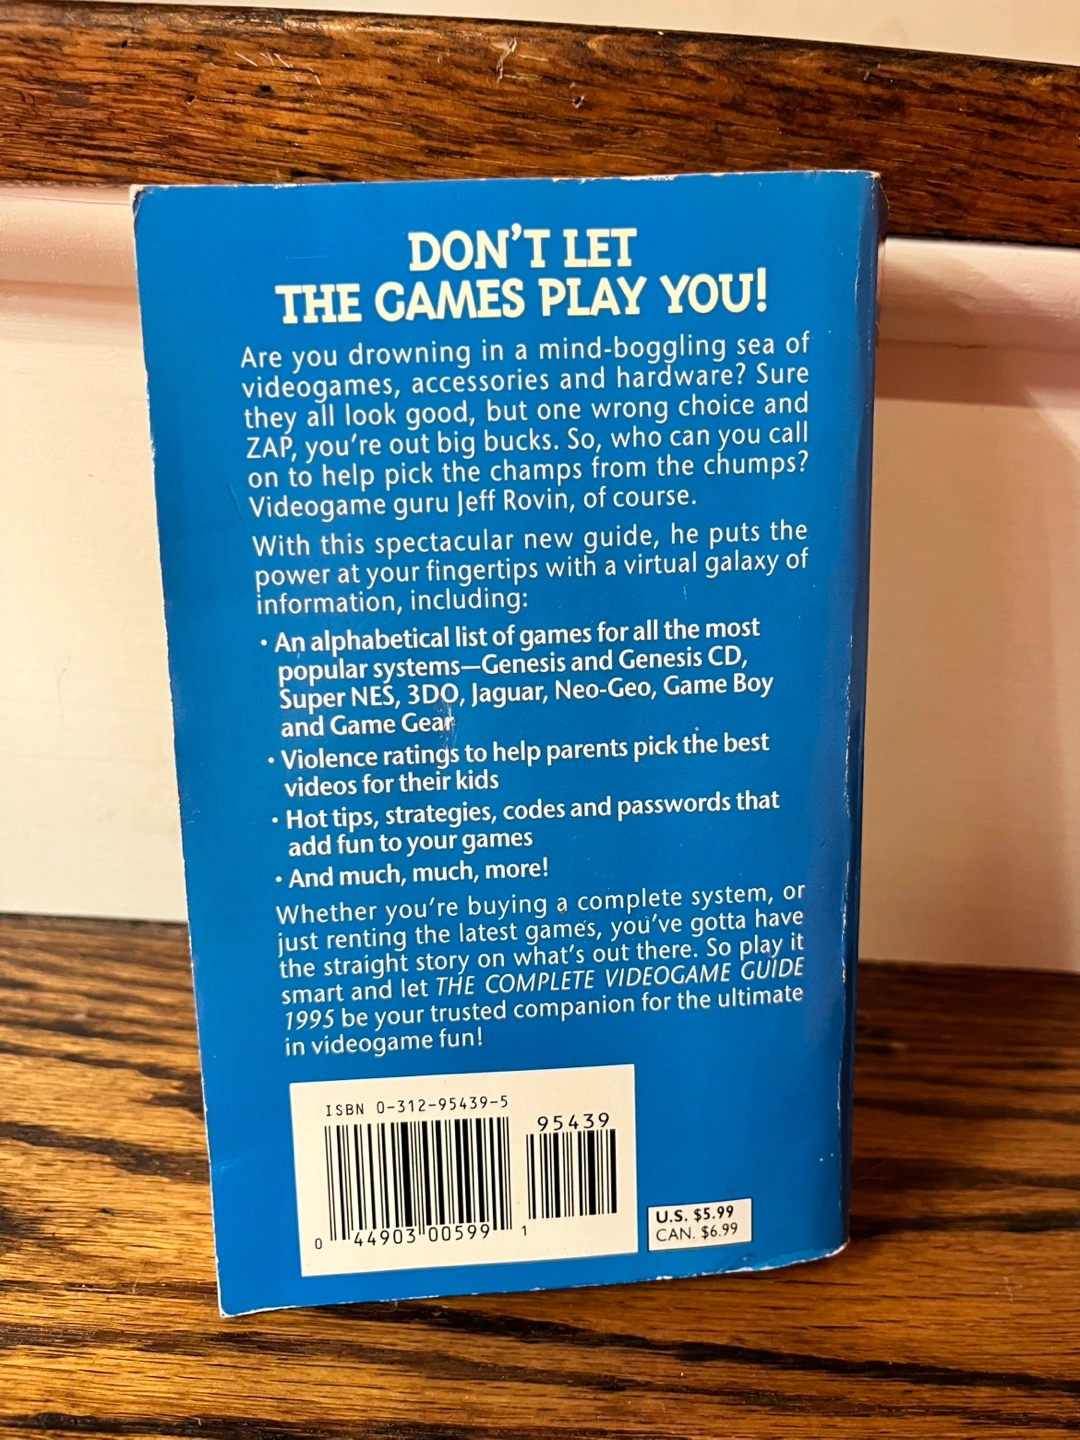 DON'T LET
THE GAMES PLAY YOU!
Are you drowning in a mind-boggling sea of
videogames, accessories and hardware? Sure
they all look good, but one wrong choice and
ZAP, you're out big bucks. So, who can you call
on to help pick the champs from the chumps?
Videogame guru Jeff Rovin, of course.
With this spectacular new guide, he puts the
power at your fingertips with a virtual galaxy of
information, including:
• An alphabetical list of games for all the most
popular systems—Genesis and Genesis CD,
Super NES, 3DO, Jaguar, Neo-Geo, Game Boy
and Game Gear
• Violence ratings to help parents pick the best
videos for their kids
• Hot tips, strategies, codes and passwords that
add fun to your games
• And much, much, more!
Whether you're buying a complete system, or
just renting the latest games, you've gotta have
the straight story on what's out there. So play it
smart and let THE COMPLETE VIDEOGAME GUIDE
1995 be your trusted companion for the ultimate
in videogame fun!
ISBN 0-312-95439-5
95439
0 44903 00599 1
U.S. $5.99
CAN. $6.99